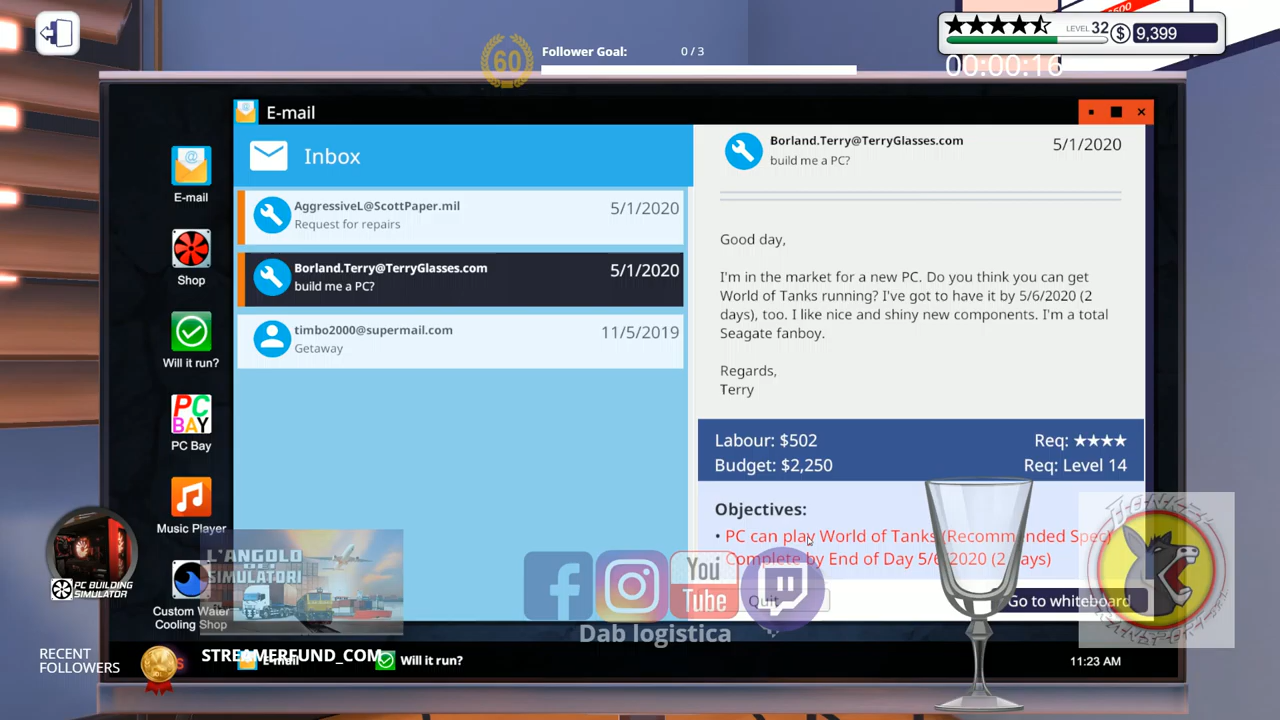 $500
LEVEL 32 $ 9,399
00:00:16
60
Follower Goal: 0 / 3
E-mail
Inbox
AggressiveL@ScottPaper.mil 5/1/2020
Request for repairs
Borland.Terry@TerryGlasses.com 5/1/2020
build me a PC?
timbo2000@supermail.com 11/5/2019
Getaway
E-mail
Shop
Will it run?
PC
BAY
PC Bay
Music Player
Custom Water
Cooling Shop
Borland.Terry@TerryGlasses.com 5/1/2020
build me a PC?
Good day,
I'm in the market for a new PC. Do you think you can get
World of Tanks running? I've got to have it by 5/6/2020 (2
days), too. I like nice and shiny new components. I'm a total
Seagate fanboy.
Regards,
Terry
Labour: $502 Req: ★★★★
Budget: $2,250 Req: Level 14
Objectives:
• PC can play World of Tanks (Recommended Spec)
Complete by End of Day 5/6/2020 (2 days)
Quit
Go to whiteboard
PC BUILDING
SIMULATOR
L'ANGOLO
DEI
SIMULATORI
You
Tube
Dab logistica
DONKEY
TRANSPORTS
RECENT
FOLLOWERS
STREAMERFUND_COM
E-mail
Will it run?
11:23 AM